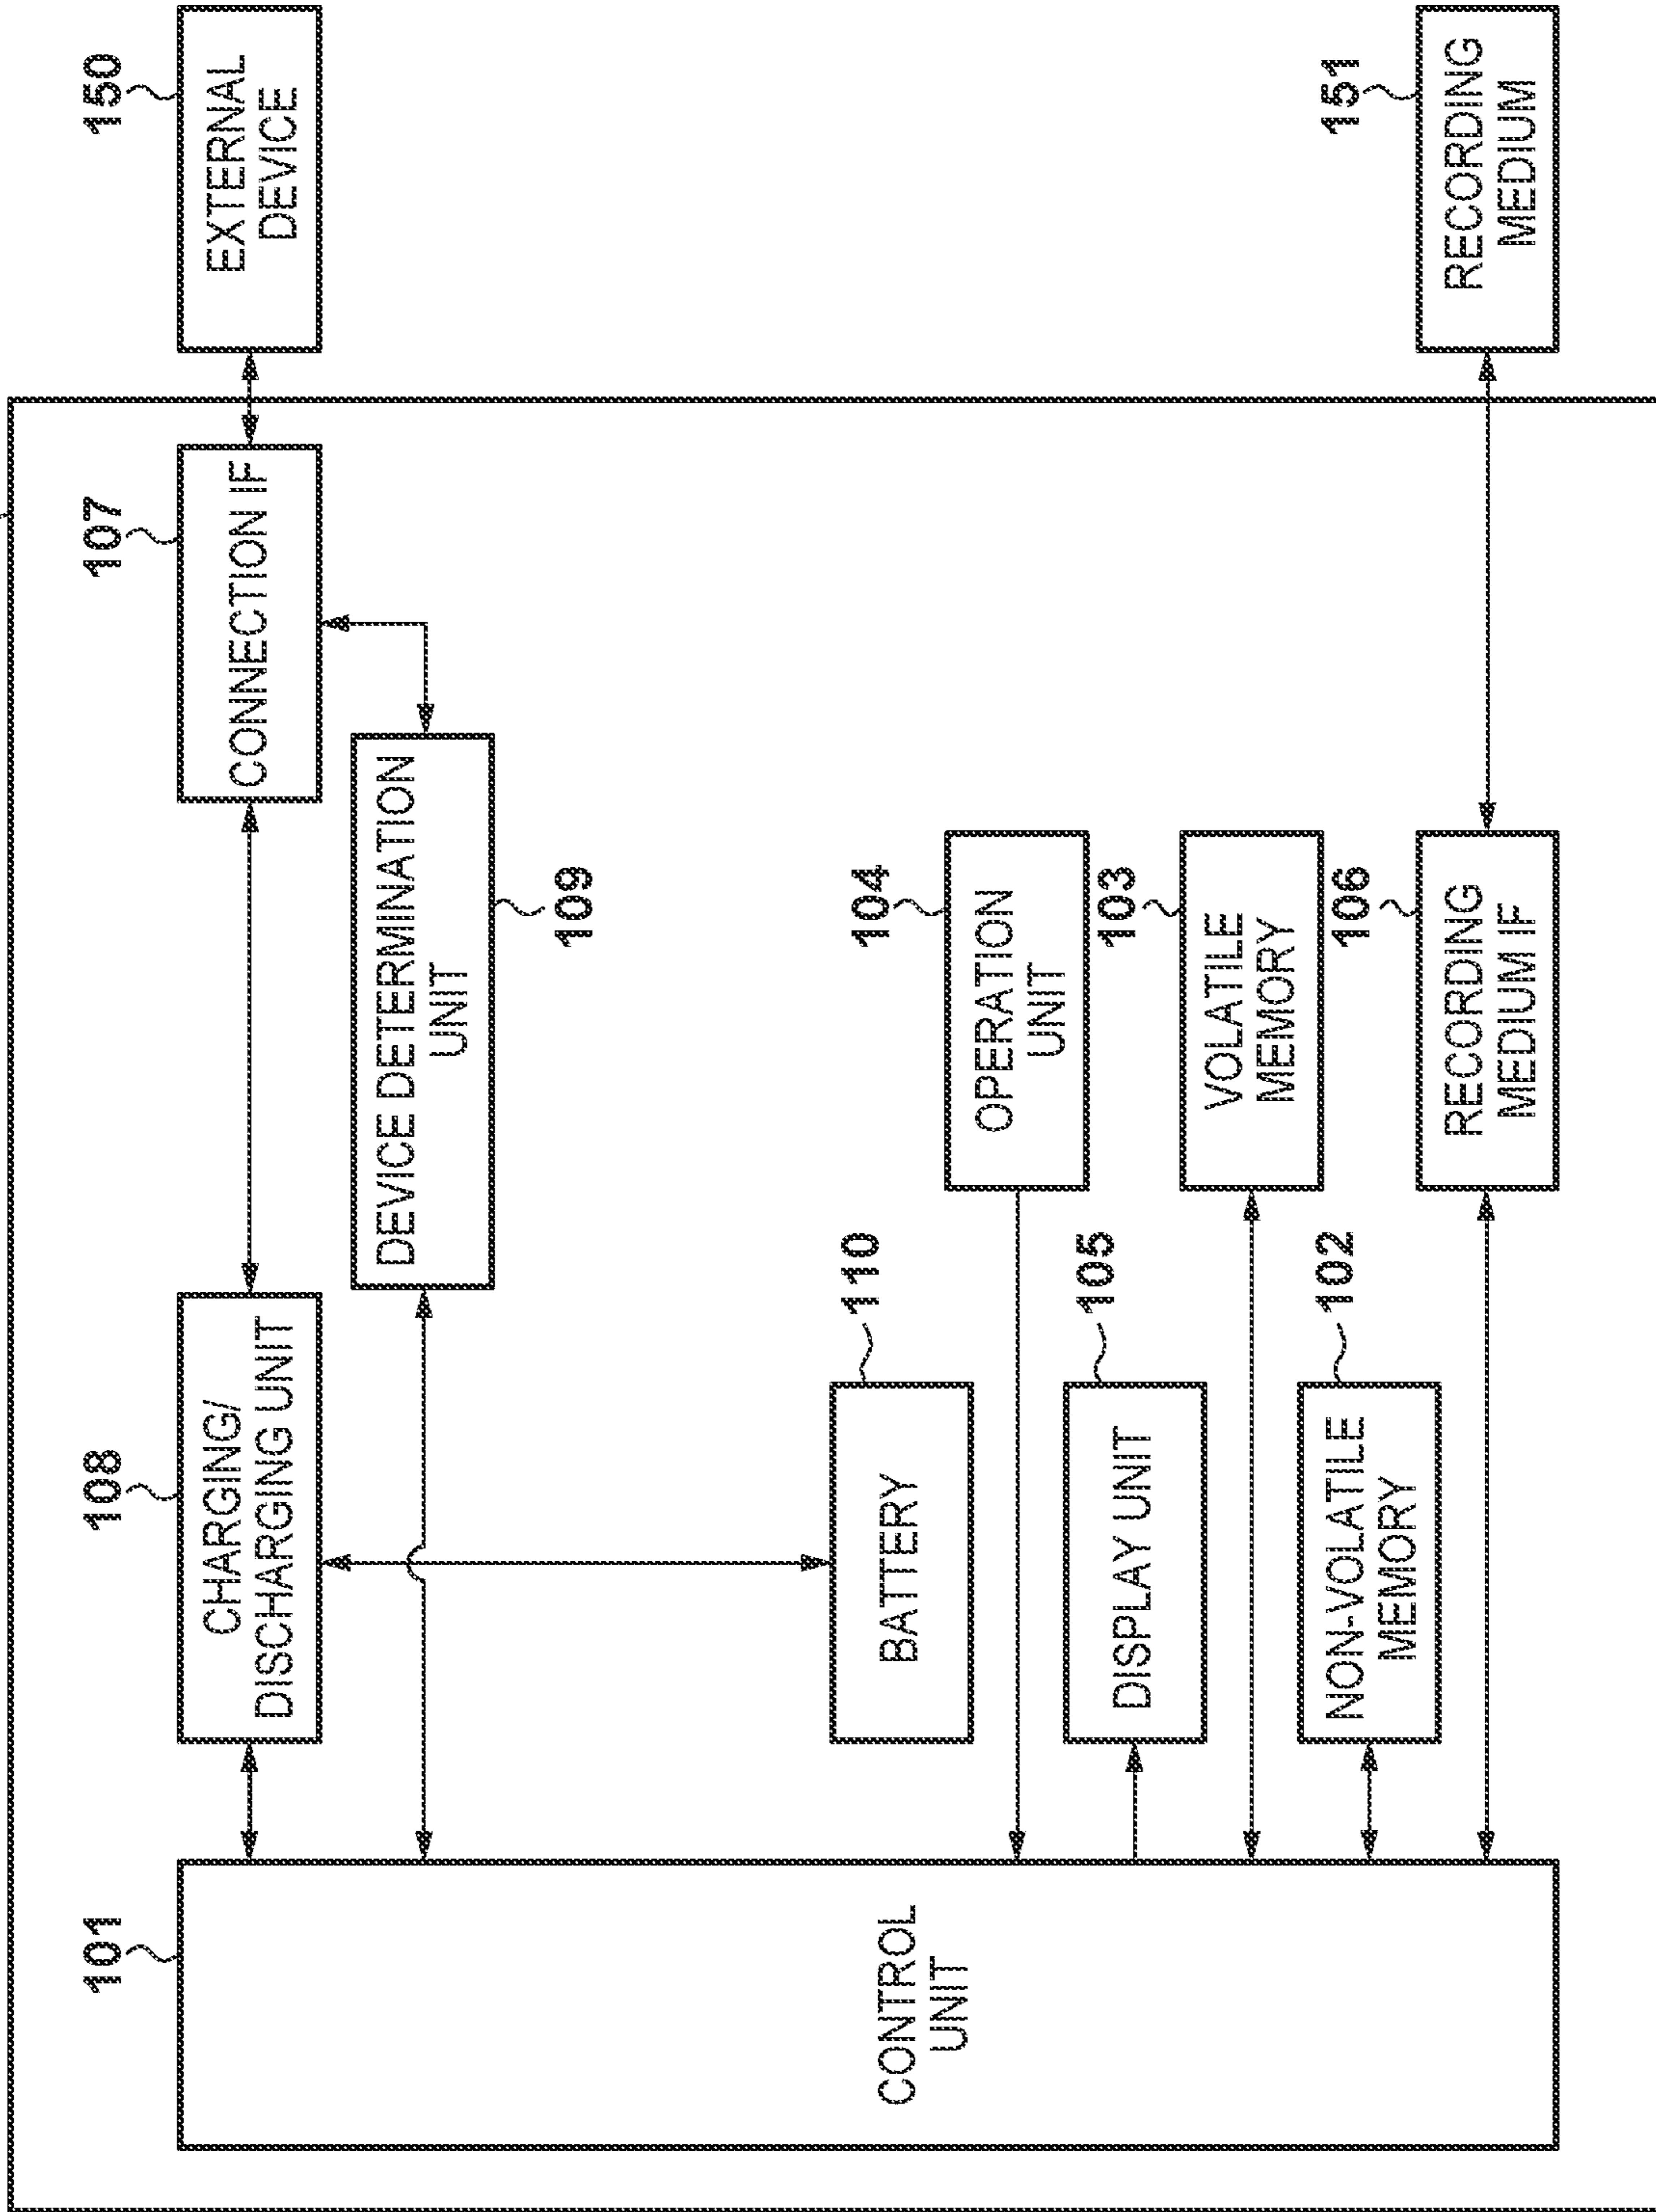 101
CONTROL
UNIT
108
CHARGING/
DISCHARGING UNIT
107
CONNECTION IF
150
EXTERNAL
DEVICE
DEVICE DETERMINATION
UNIT
109
110
BATTERY
104
OPERATION
UNIT
105
DISPLAY UNIT
103
VOLATILE
MEMORY
102
NON-VOLATILE
MEMORY
106
RECORDING
MEDIUM IF
151
RECORDING
MEDIUM